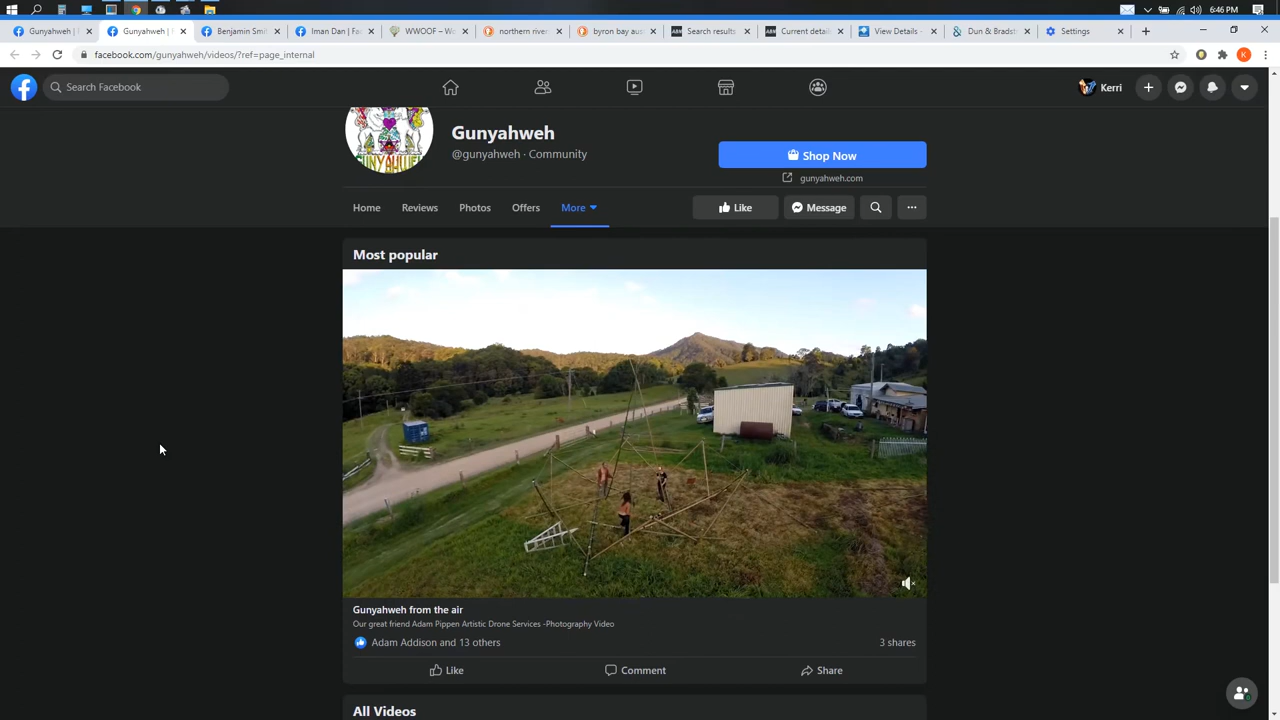 6:46 PM
Gunyahweh |
Gunyahweh |
Benjamin Smi
Iman Dan | Fa
WWOOF – Wo
northern river
byron bay aus
Search results
Current detail
View Details -
Dun & Bradst
Settings
facebook.com/gunyahweh/videos/?ref=page_internal
K
Search Facebook
Kerri
GUNYAHWEH
Gunyahweh
@gunyahweh · Community
Shop Now
gunyahweh.com
Home
Reviews
Photos
Offers
More
Like
Message
Most popular
Gunyahweh from the air
Our great friend Adam Pippen Artistic Drone Services -Photography Video
Adam Addison and 13 others
3 shares
Like
Comment
Share
All Videos